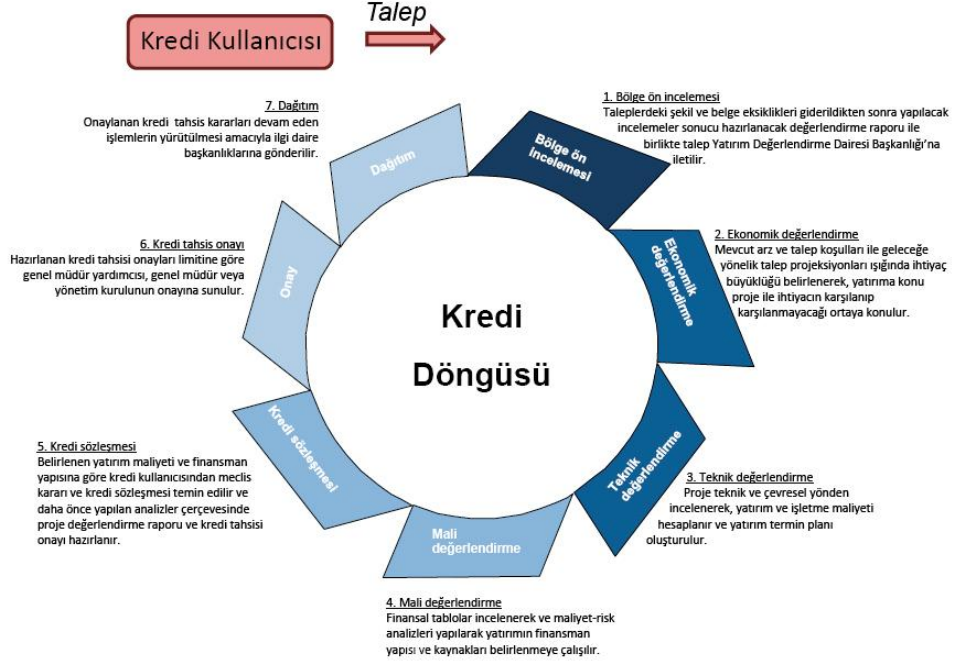 Talep
Kredi Kullanıcısı
1. Bölge ön incelemesi
Taleplerdeki şekil ve belge eksiklikleri giderildikten sonra yapılacak
incelemeler sonucu hazırlanacak değerlendirme raporu ile
birlikte talep Yatırım Değerlendirme Dairesi Başkanlığı'na
iletilir.
2. Ekonomik değerlendirme
Mevcut arz ve talep koşulları ile geleceğe
yönelik talep projeksiyonları ışığında ihtiyaç
büyüklüğü belirlenerek, yatırıma konu
proje ile ihtiyacın karşılanıp
karşılanmayacağı ortaya konulur.
3. Teknik değerlendirme
Proje teknik ve çevresel yönden
incelenerek, yatırım ve işletme maliyeti
hesaplanır ve yatırım termin planı
oluşturulur.
4. Mali değerlendirme
Finansal tablolar incelenerek ve maliyet-risk
analizleri yapılarak yatırımın finansman
yapısı ve kaynakları belirlenmeye çalışılır.
5. Kredi sözleşmesi
Belirlenen yatırım maliyeti ve finansman
yapısına göre kredi kullanıcısından meclis
kararı ve kredi sözleşmesi temin edilir ve
daha önce yapılan analizler çerçevesinde
proje değerlendirme raporu ve kredi tahsisi
onayı hazırlanır.
6. Kredi tahsis onayı
Hazırlanan kredi tahsisi onayları limitine göre
genel müdür yardımcısı, genel müdür veya
yönetim kurulunun onayına sunulur.
7. Dağıtım
Onaylanan kredi tahsis kararları devam eden
işlemlerin yürütülmesi amacıyla ilgi daire
başkanlıklarına gönderilir.
Bölge ön
incelemesi
Ekonomik
değerlendirme
Teknik
değerlendirme
Mali
değerlendirme
Kredi sözleşmesi
Onay
Dağıtım
Kredi
Döngüsü